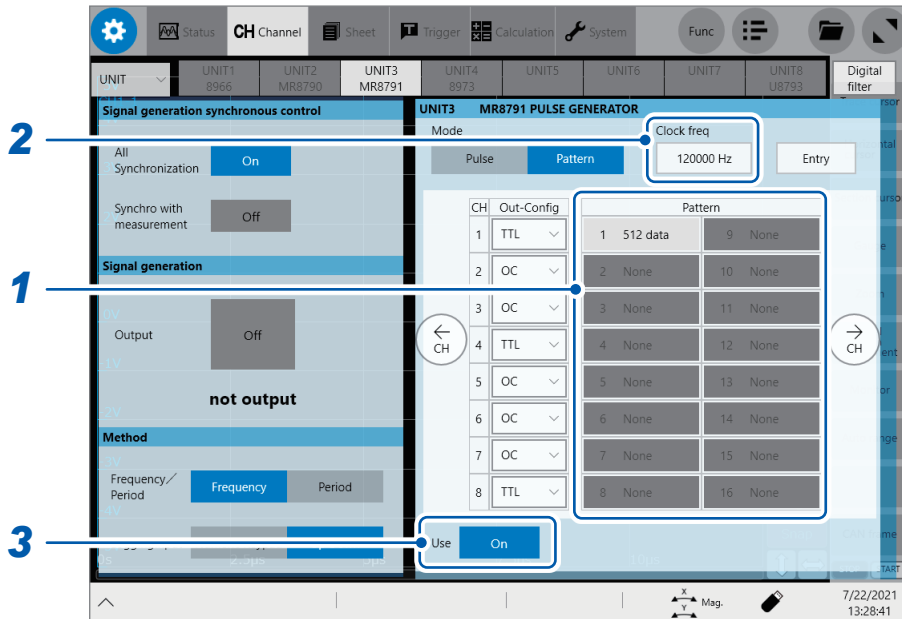 Status CH Channel Sheet Trigger Calculation System Func
UNIT UNIT1 8966 UNIT2 MR8790 UNIT3 MR8791 UNIT4 8973 UNIT5 UNIT6 UNIT7 UNIT8 U8793 Digital filter
Signal generation synchronous control
All Synchronization On
Synchro with measurement Off
Signal generation
Output Off
not output
Method
Frequency/Period Frequency Period
UNIT3 MR8791 PULSE GENERATOR
Mode Clock freq
Pulse Pattern 120000 Hz Entry
CH Out-Config Pattern
1 TTL 1 512 data 9 None
2 OC 2 None 10 None
3 OC 3 None 11 None
4 TTL 4 None 12 None
5 OC 5 None 13 None
6 OC 6 None 14 None
7 OC 7 None 15 None
8 TTL 8 None 16 None
← CH
→ CH
Use On
0s 2.5µs 5µs
X Y Mag.
7/22/2021
13:28:41
2
1
3